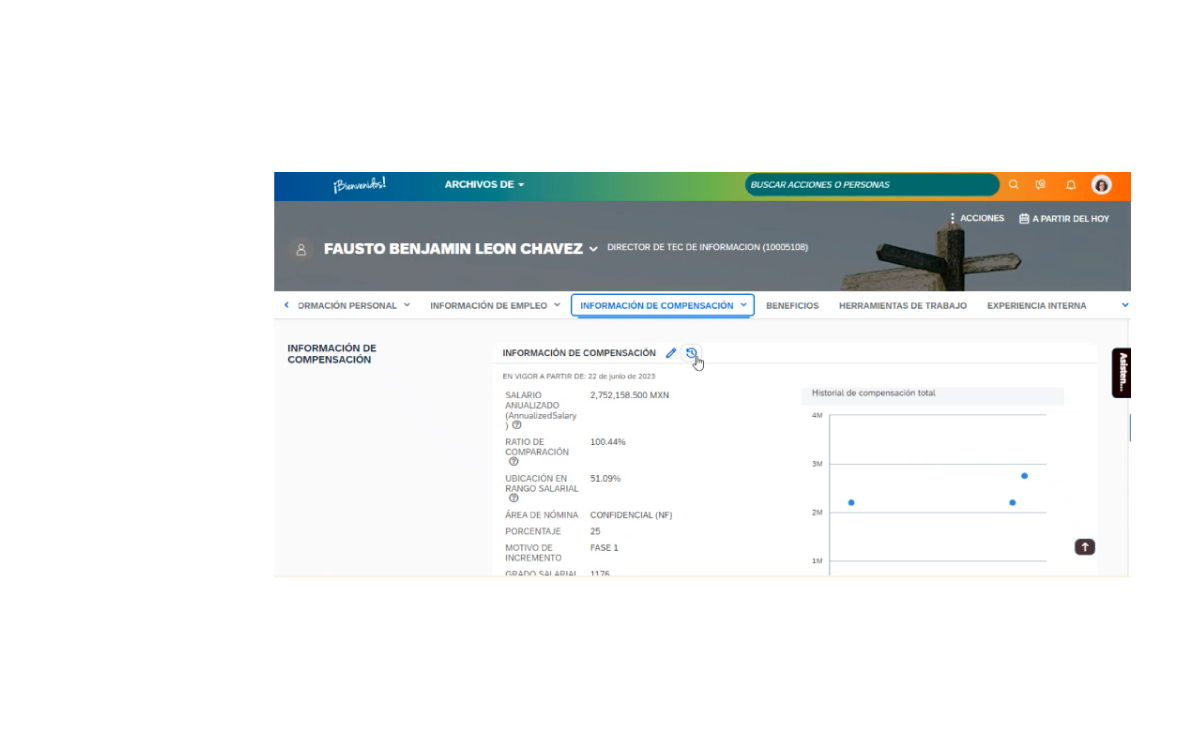 ¡Bienvenidos!
ARCHIVOS DE
BUSCAR ACCIONES O PERSONAS
ACCIONES
A PARTIR DEL HOY
FAUSTO BENJAMIN LEON CHAVEZ
DIRECTOR DE TEC DE INFORMACION (10005108)
ORMACIÓN PERSONAL
INFORMACIÓN DE EMPLEO
INFORMACIÓN DE COMPENSACIÓN
BENEFICIOS
HERRAMIENTAS DE TRABAJO
EXPERIENCIA INTERNA
INFORMACIÓN DE
COMPENSACIÓN
INFORMACIÓN DE COMPENSACIÓN
Asisten...
EN VIGOR A PARTIR DE: 22 de junio de 2023
SALARIO 2,752,158.500 MXN
ANUALIZADO
(AnnualizedSalary
)
RATIO DE 100.44%
COMPARACIÓN
UBICACIÓN EN 51.09%
RANGO SALARIAL
ÁREA DE NÓMINA CONFIDENCIAL (NF)
PORCENTAJE 25
MOTIVO DE FASE 1
INCREMENTO
GRADO SALARIAL 1176
Historial de compensación total
4M
3M
2M
1M